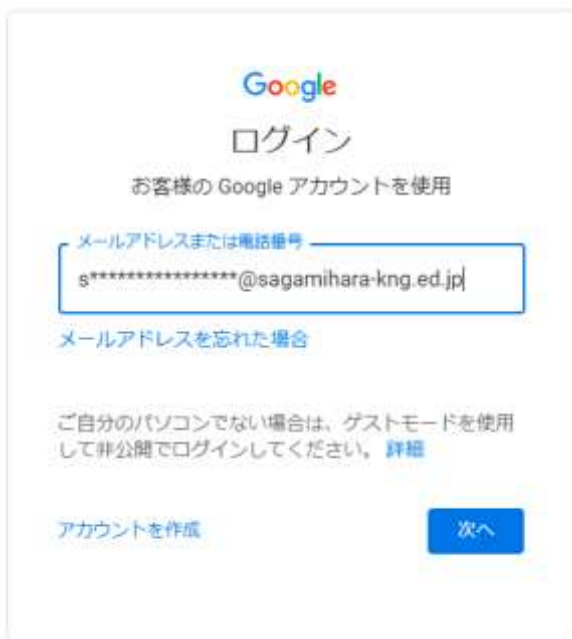 Google
ログイン
お客様の Google アカウントを使用
メールアドレスまたは電話番号
s****************@sagamihara-kng.ed.jp
メールアドレスを忘れた場合
ご自分のパソコンでない場合は、ゲストモードを使用
して非公開でログインしてください。 詳細
アカウントを作成
次へ